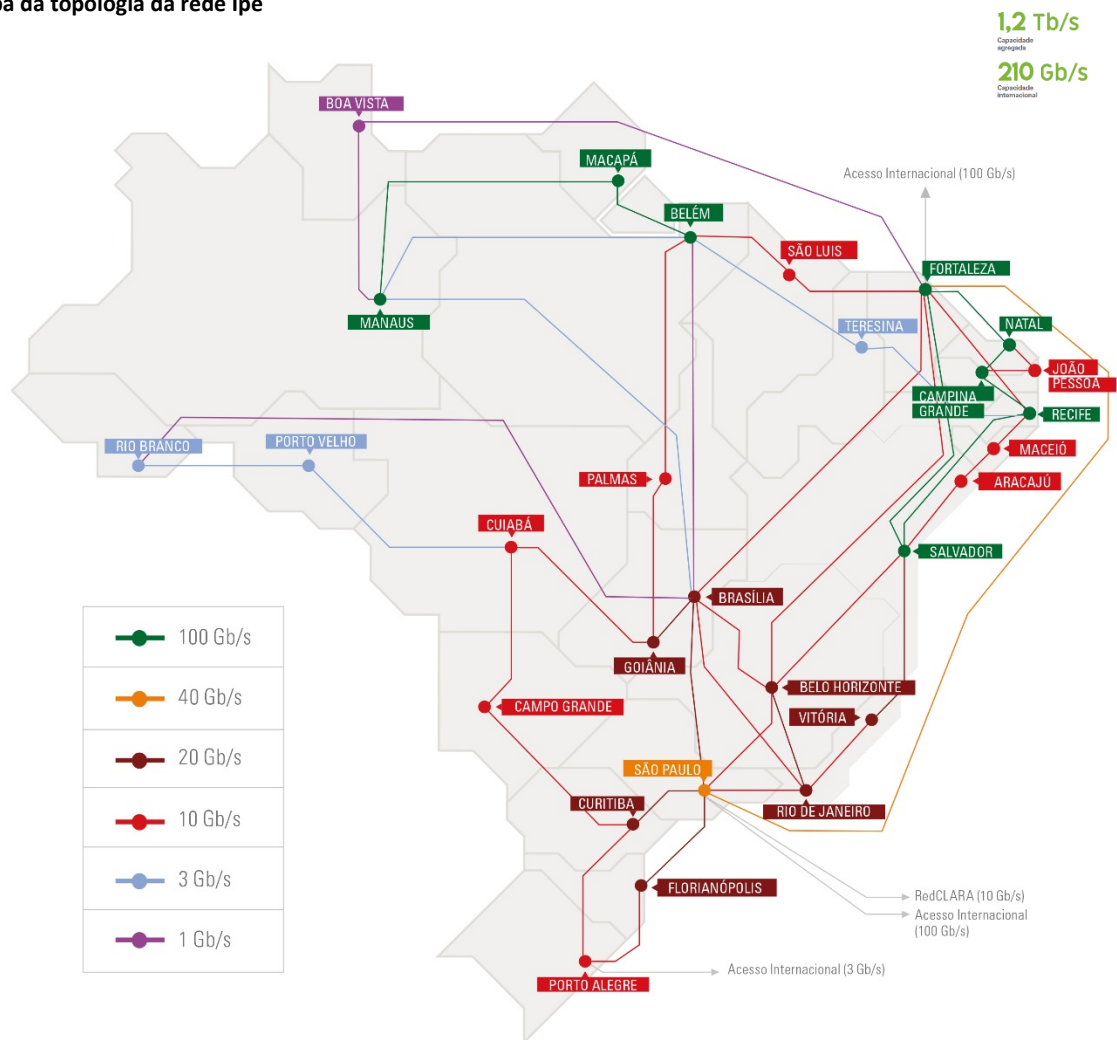 pa da topologia da rede Ipê
1,2 Tb/s
Capacidade
agregada
210 Gb/s
Capacidade
internacional
BOA VISTA
MACAPÁ
Acesso Internacional (100 Gb/s)
BELÉM
SÃO LUIS
FORTALEZA
MANAUS
TERESINA
NATAL
JOÃO
PESSOA
CAMPINA
GRANDE
RECIFE
RIO BRANCO
PORTO VELHO
MACEIÓ
PALMAS
ARACAJÚ
CUIABÁ
SALVADOR
BRASÍLIA
100 Gb/s
GOIÂNIA
BELO HORIZONTE
40 Gb/s
CAMPO GRANDE
VITÓRIA
20 Gb/s
SÃO PAULO
CURITIBA
RIO DE JANEIRO
10 Gb/s
3 Gb/s
FLORIANÓPOLIS
RedCLARA (10 Gb/s)
Acesso Internacional
(100 Gb/s)
1 Gb/s
Acesso Internacional (3 Gb/s)
PORTO ALEGRE